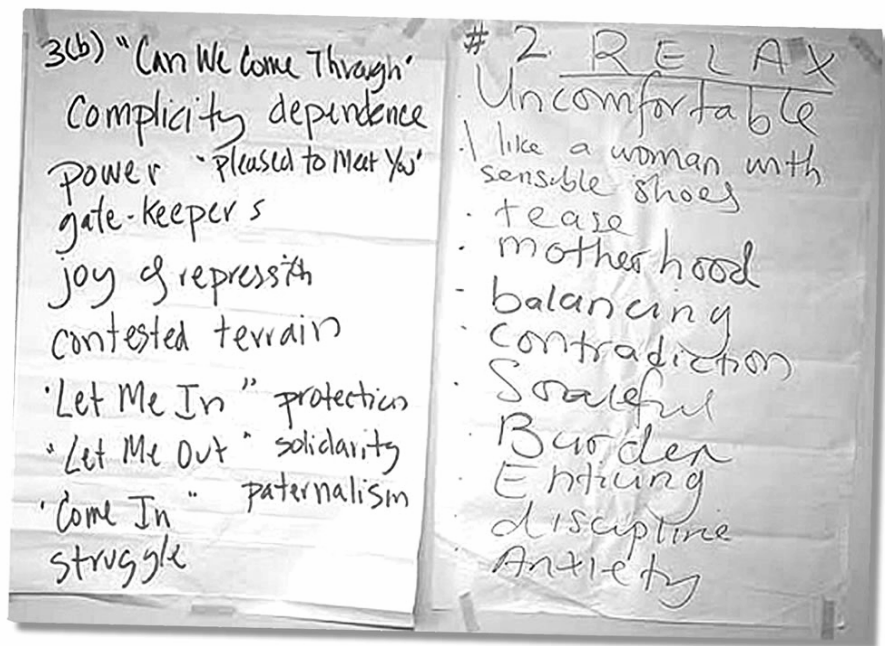 3(b) "Can We Come Through"
Complicity dependence
power "Pleased to Meet You"
gate-keepers
joy of repression
contested terrain
"Let Me In" protection
"Let Me Out" solidarity
paternalism
"Come In"
struggle
# 2. RELAX
· Uncomfortable
· I like a woman with
sensible shoes
· tease
· motherhood
- balancing
· Contradiction
· Graceful
· Burden
· Enticing
· discipline
· Anxiety